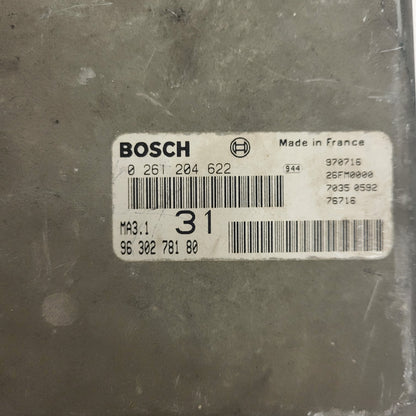 BOSCH Made in France
0 261 204 622 944 970716
26FM0000
7035 0592
76716
MA3.1 31
96 302 781 80